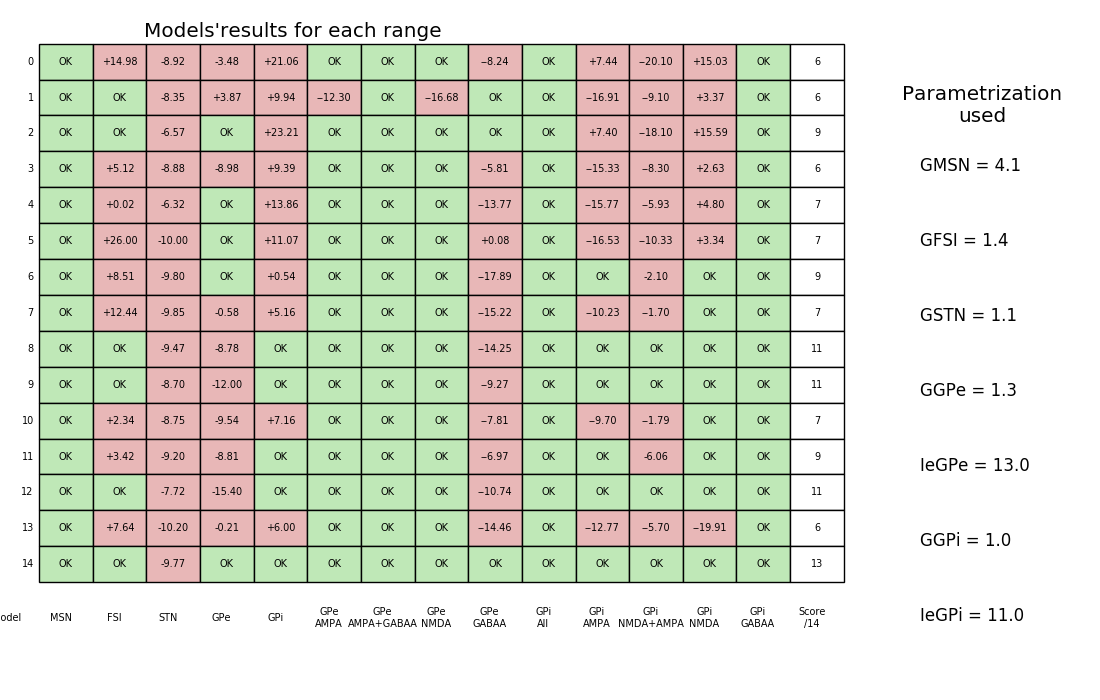 Models'results for each range
0 OK +14.98 -8.92 -3.48 +21.06 OK OK OK −8.24 OK +7.44 −20.10 +15.03 OK 6
1 OK OK -8.35 +3.87 +9.94 −12.30 OK −16.68 OK OK −16.91 −9.10 +3.37 OK 6
2 OK OK -6.57 OK +23.21 OK OK OK OK OK +7.40 −18.10 +15.59 OK 9
3 OK +5.12 -8.88 -8.98 +9.39 OK OK OK −5.81 OK −15.33 −8.30 +2.63 OK 6
4 OK +0.02 -6.32 OK +13.86 OK OK OK −13.77 OK −15.77 −5.93 +4.80 OK 7
5 OK +26.00 -10.00 OK +11.07 OK OK OK +0.08 OK −16.53 −10.33 +3.34 OK 7
6 OK +8.51 -9.80 OK +0.54 OK OK OK −17.89 OK OK -2.10 OK OK 9
7 OK +12.44 -9.85 -0.58 +5.16 OK OK OK −15.22 OK −10.23 −1.70 OK OK 7
8 OK OK -9.47 -8.78 OK OK OK OK −14.25 OK OK OK OK OK 11
9 OK OK -8.70 -12.00 OK OK OK OK −9.27 OK OK OK OK OK 11
10 OK +2.34 -8.75 -9.54 +7.16 OK OK OK −7.81 OK −9.70 −1.79 OK OK 7
11 OK +3.42 -9.20 -8.81 OK OK OK OK −6.97 OK OK -6.06 OK OK 9
12 OK OK -7.72 -15.40 OK OK OK OK −10.74 OK OK OK OK OK 11
13 OK +7.64 -10.20 -0.21 +6.00 OK OK OK −14.46 OK −12.77 −5.70 −19.91 OK 6
14 OK OK -9.77 OK OK OK OK OK OK OK OK OK OK OK 13
odel MSN FSI STN GPe GPi GPe AMPA GPe AMPA+GABAA GPe NMDA GPe GABAA GPi All GPi AMPA GPi NMDA+AMPA GPi NMDA GPi GABAA Score /14
Parametrization
used
GMSN = 4.1
GFSI = 1.4
GSTN = 1.1
GGPe = 1.3
IeGPe = 13.0
GGPi = 1.0
IeGPi = 11.0